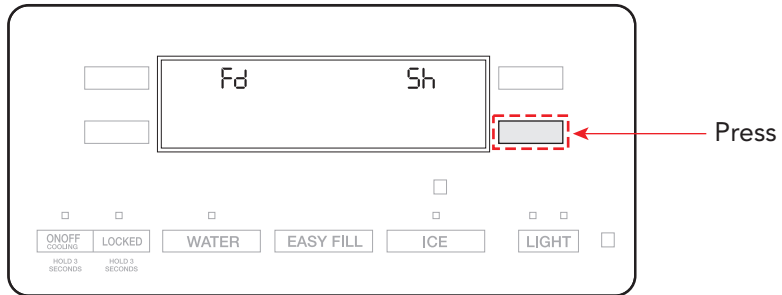 Fd Sh
Press
ONOFF
COOLING
LOCKED
WATER
EASY FILL
ICE
LIGHT
HOLD 3
SECONDS
HOLD 3
SECONDS